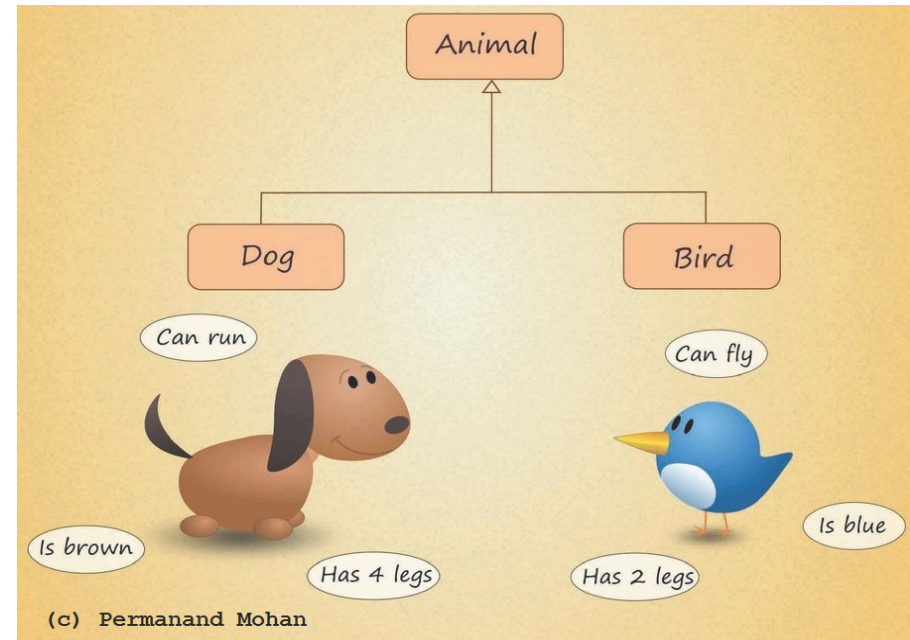 Animal
Dog
Bird
Can run
Can fly
Is brown
Has 4 legs
Has 2 legs
Is blue
(c) Permanand Mohan